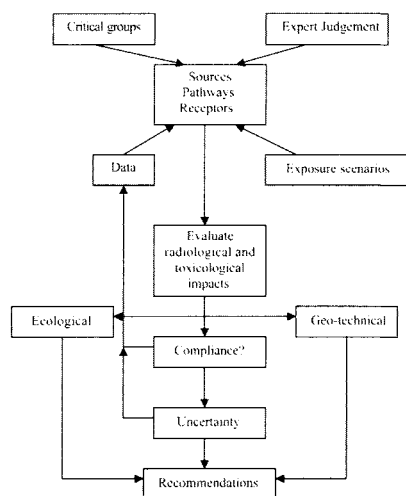 Critical groups
Expert Judgement
Sources
Pathways
Receptors
Data
Exposure scenarios
Evaluate
radiological and
toxicological
impacts
Ecological
Geo-technical
Compliance?
Uncertainty
Recommendations